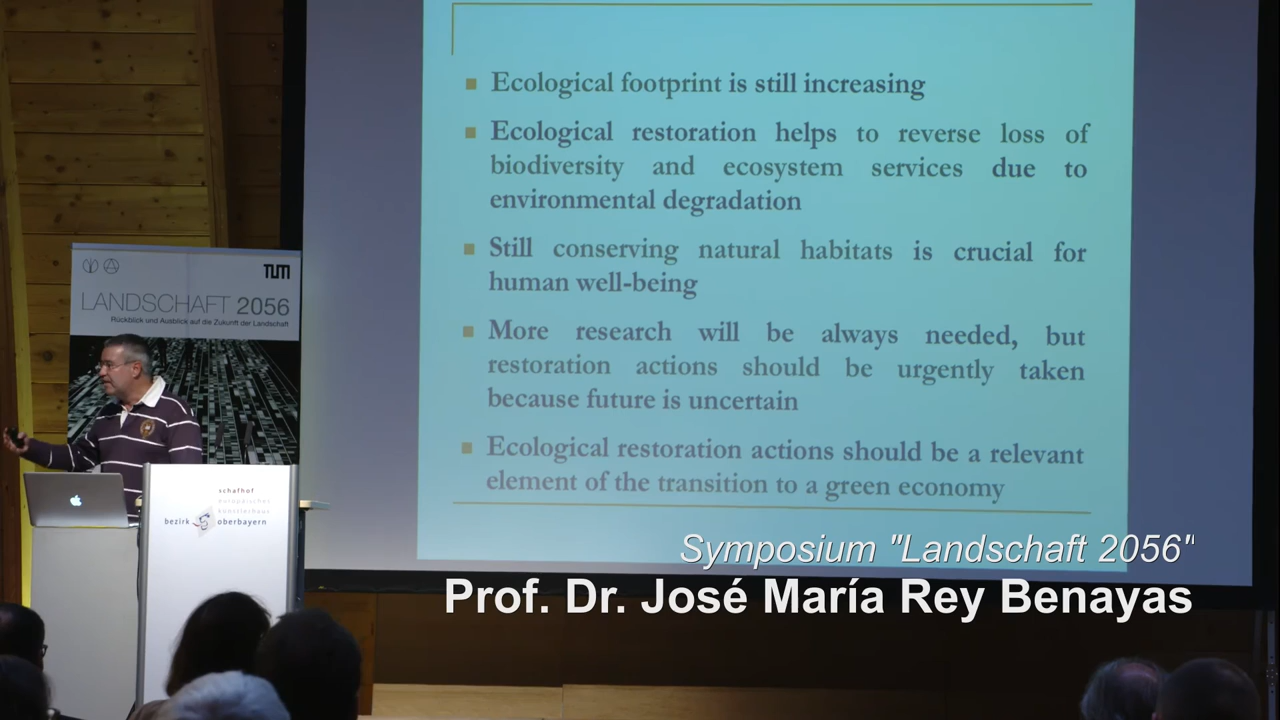 Ecological footprint is still increasing
Ecological restoration helps to reverse loss of
biodiversity and ecosystem services due to
environmental degradation
Still conserving natural habitats is crucial for
human well-being
More research will be always needed, but
restoration actions should be urgently taken
because future is uncertain
Ecological restoration actions should be a relevant
element of the transition to a green economy
TUM
LANDSCHAFT 2056
Rückblick und Ausblick auf die Zukunft der Landschaft
schafhof
europäisches
künstlerhaus
bezirk oberbayern
Symposium "Landschaft 2056"
Prof. Dr. José María Rey Benayas